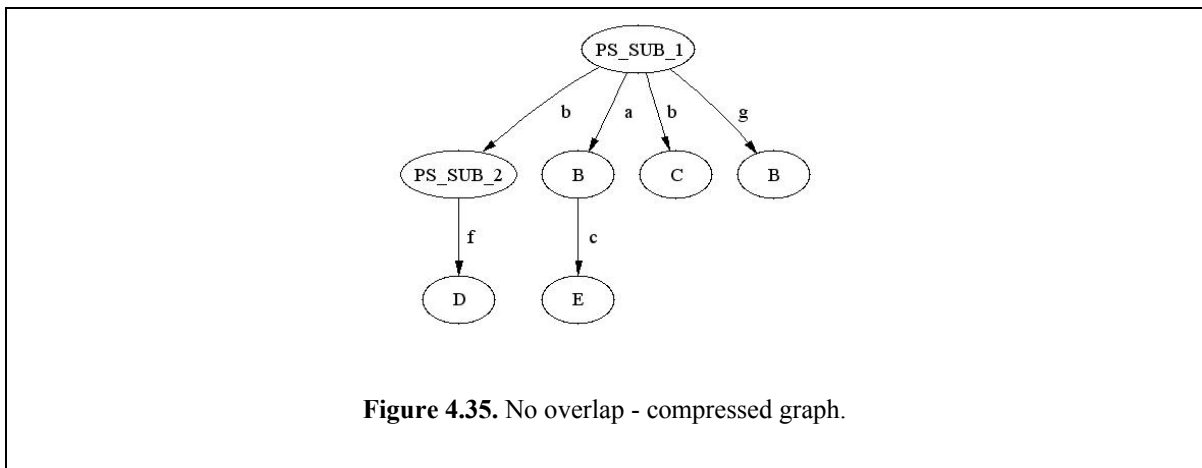 PS_SUB_1
b a b g
PS_SUB_2 B C B
f c
D E
Figure 4.35. No overlap - compressed graph.